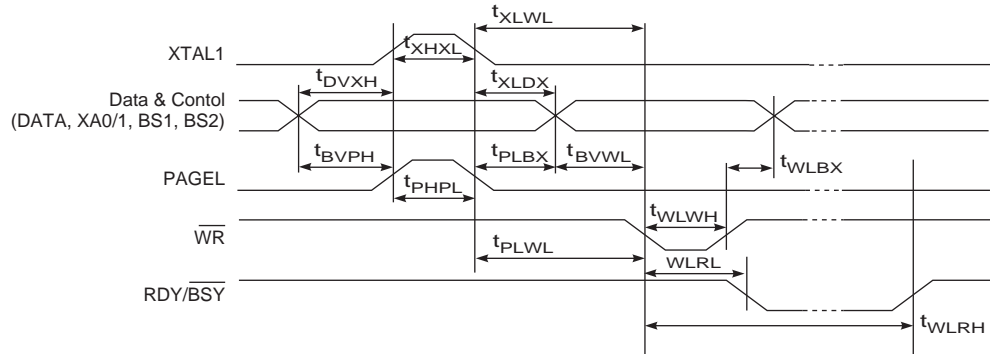 tXLWL
XTAL1
tXHXL
tDVXH
tXLDX
Data & Contol
(DATA, XA0/1, BS1, BS2)
tBVPH
tPLBX
tBVWL
tWLBX
PAGEL
tPHPL
tWLWH
WR
tPLWL
WLRL
RDY/BSY
tWLRH